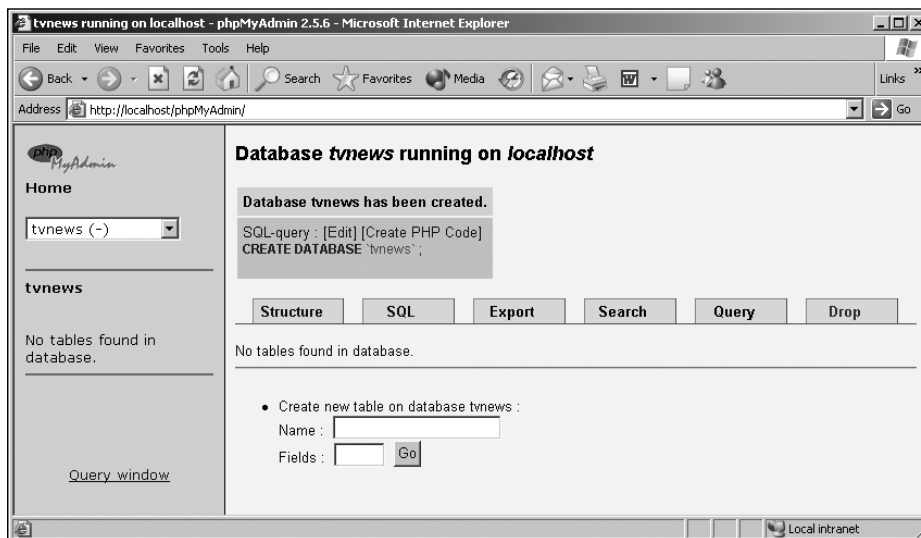 tvnews running on localhost - phpMyAdmin 2.5.6 - Microsoft Internet Explorer
File Edit View Favorites Tools Help
Back Search Favorites Media Links »
Address http://localhost/phpMyAdmin/ Go
php
MyAdmin
Home
tvnews (-)
tvnews
No tables found in
database.
Query window
Database tvnews running on localhost
Database tvnews has been created.
SQL-query : [Edit] [Create PHP Code]
CREATE DATABASE `tvnews` ;
Structure SQL Export Search Query Drop
No tables found in database.
• Create new table on database tvnews :
Name :
Fields : Go
Local intranet